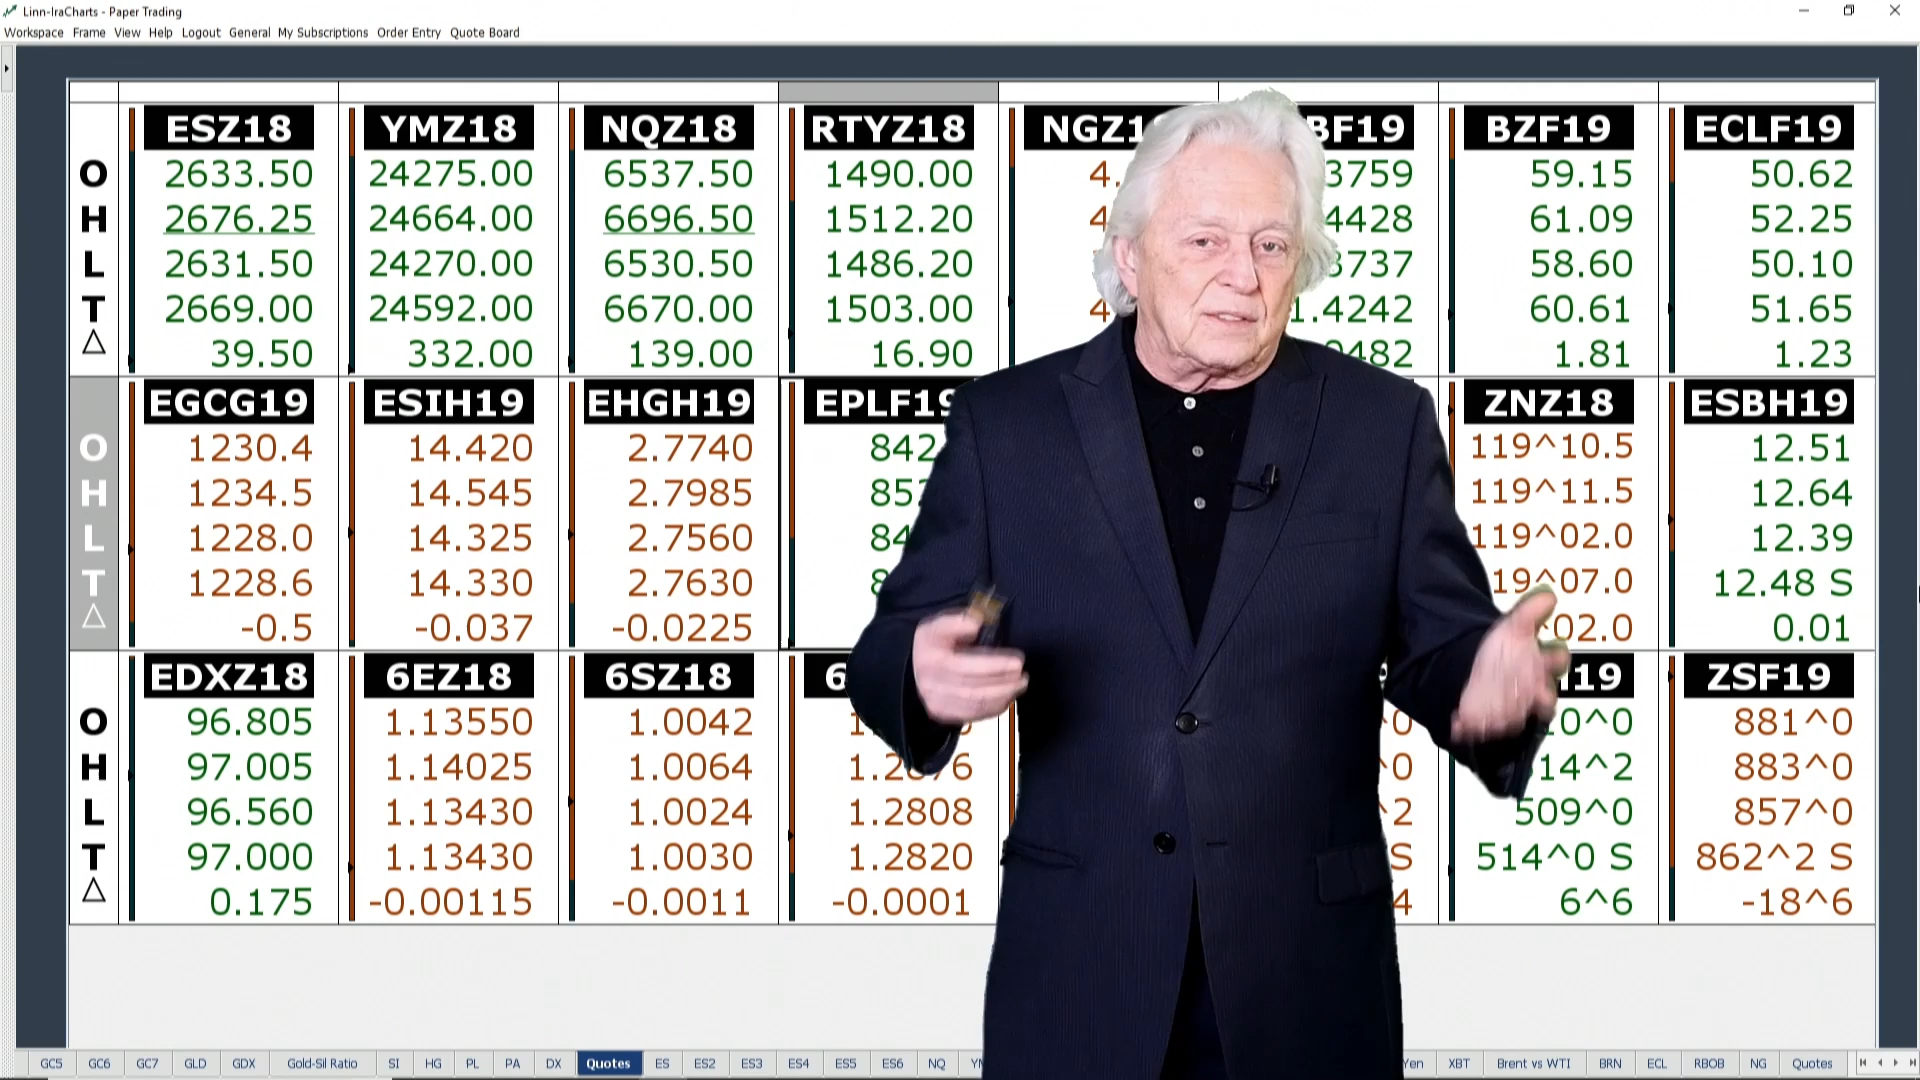 Linn-IraCharts - Paper Trading
Workspace Frame View Help Logout General My Subscriptions Order Entry Quote Board
ESZ18 YMZ18 NQZ18 RTYZ18 BZF19 ECLF19
O 2633.50 24275.00 6537.50 1490.00 59.15 50.62
H 2676.25 24664.00 6696.50 1512.20 61.09 52.25
L 2631.50 24270.00 6530.50 1486.20 58.60 50.10
T 2669.00 24592.00 6670.00 1503.00 1.4242 60.61 51.65
△ 39.50 332.00 139.00 16.90 1.81 1.23
EGCG19 ESIH19 EHGH19 EPLF19 ZNZ18 ESBH19
O 1230.4 14.420 2.7740 119^10.5 12.51
H 1234.5 14.545 2.7985 119^11.5 12.64
L 1228.0 14.325 2.7560 119^02.0 12.39
T 1228.6 14.330 2.7630 12.48 S
△ -0.5 -0.037 -0.0225 0.01
EDXZ18 6EZ18 6SZ18 ZSF19
O 96.805 1.13550 1.0042 881^0
H 97.005 1.14025 1.0064 883^0
L 96.560 1.13430 1.0024 1.2808 509^0 857^0
T 97.000 1.13430 1.0030 1.2820 514^0 S 862^2 S
△ 0.175 -0.00115 -0.0011 -0.0001 6^6 -18^6
GC5 GC6 GC7 GLD GDX Gold-Sil Ratio SI HG PL PA DX Quotes ES ES2 ES3 ES4 ES5 ES6 NQ Yen XBT Brent vs WTI BRN ECL RBOB NG Quotes